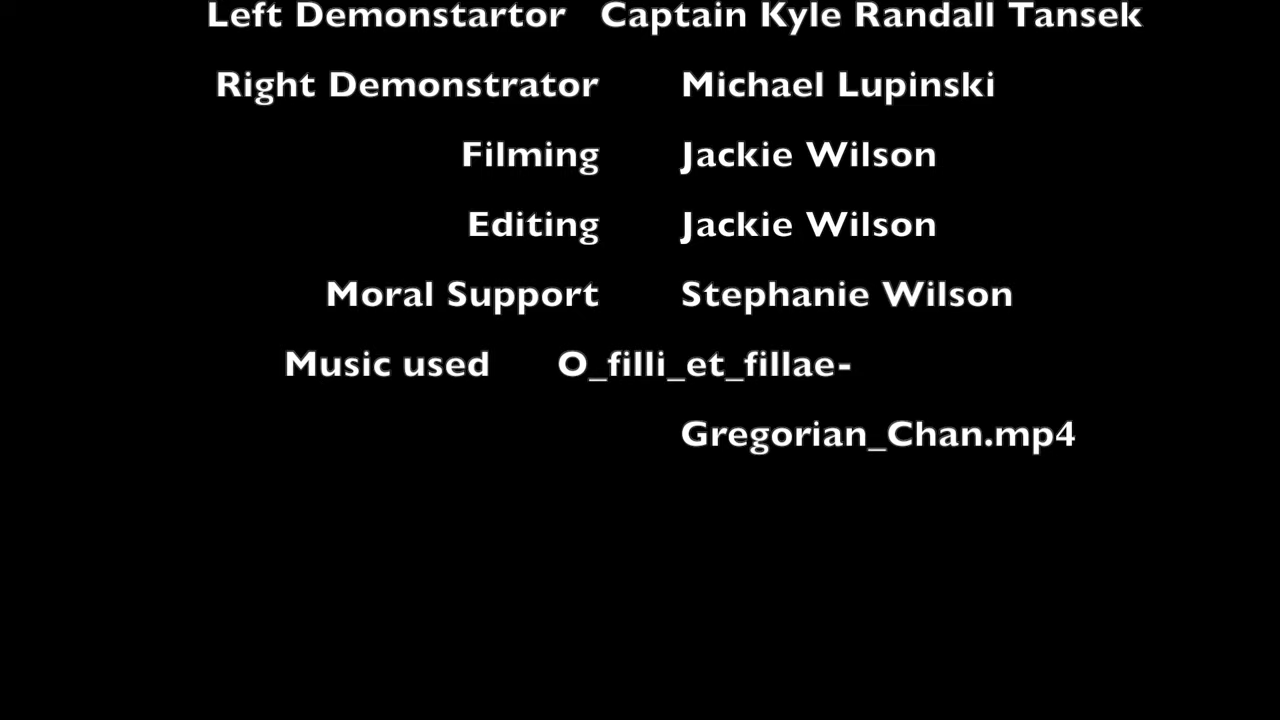 Left Demonstartor Captain Kyle Randall Tansek
Right Demonstrator Michael Lupinski
Filming Jackie Wilson
Editing Jackie Wilson
Moral Support Stephanie Wilson
Music used O_filli_et_fillae-
Gregorian_Chan.mp4